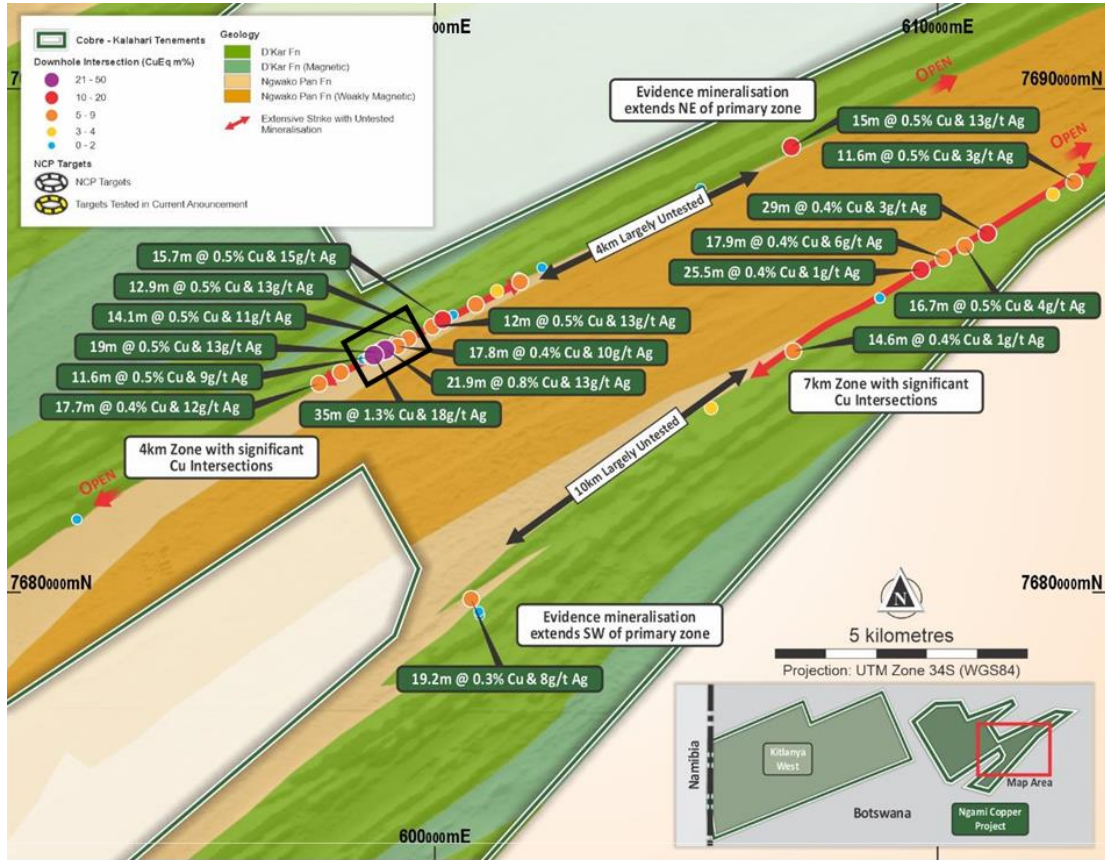 Cobre - Kalahari Tenements
Downhole Intersection (CuEq m%)
21 - 50
10 - 20
5 - 9
3 - 4
0 - 2
NCP Targets
NCP Targets
Targets Tested in Current Anouncement
Geology
D'Kar Fn
D'Kar Fn (Magnetic)
Ngwako Pan Fn
Ngwako Pan Fn (Weakly Magnetic)
Extensive Strike with Untested
Mineralisation
000mE
610000mE
7690000mN
OPEN
OPEN
Evidence mineralisation
extends NE of primary zone
15m @ 0.5% Cu & 13g/t Ag
11.6m @ 0.5% Cu & 3g/t Ag
29m @ 0.4% Cu & 3g/t Ag
17.9m @ 0.4% Cu & 6g/t Ag
25.5m @ 0.4% Cu & 1g/t Ag
16.7m @ 0.5% Cu & 4g/t Ag
14.6m @ 0.4% Cu & 1g/t Ag
4km Largely Untested
15.7m @ 0.5% Cu & 15g/t Ag
12.9m @ 0.5% Cu & 13g/t Ag
14.1m @ 0.5% Cu & 11g/t Ag
19m @ 0.5% Cu & 13g/t Ag
11.6m @ 0.5% Cu & 9g/t Ag
17.7m @ 0.4% Cu & 12g/t Ag
12m @ 0.5% Cu & 13g/t Ag
17.8m @ 0.4% Cu & 10g/t Ag
21.9m @ 0.8% Cu & 13g/t Ag
35m @ 1.3% Cu & 18g/t Ag
7km Zone with significant
Cu Intersections
4km Zone with significant
Cu Intersections
OPEN
10km Largely Untested
7680000mN
7680000mN
Evidence mineralisation
extends SW of primary zone
19.2m @ 0.3% Cu & 8g/t Ag
N
5 kilometres
Projection: UTM Zone 34S (WGS84)
Namibia
Kitlanya
West
Map Area
Botswana
Ngami Copper
Project
600000mE